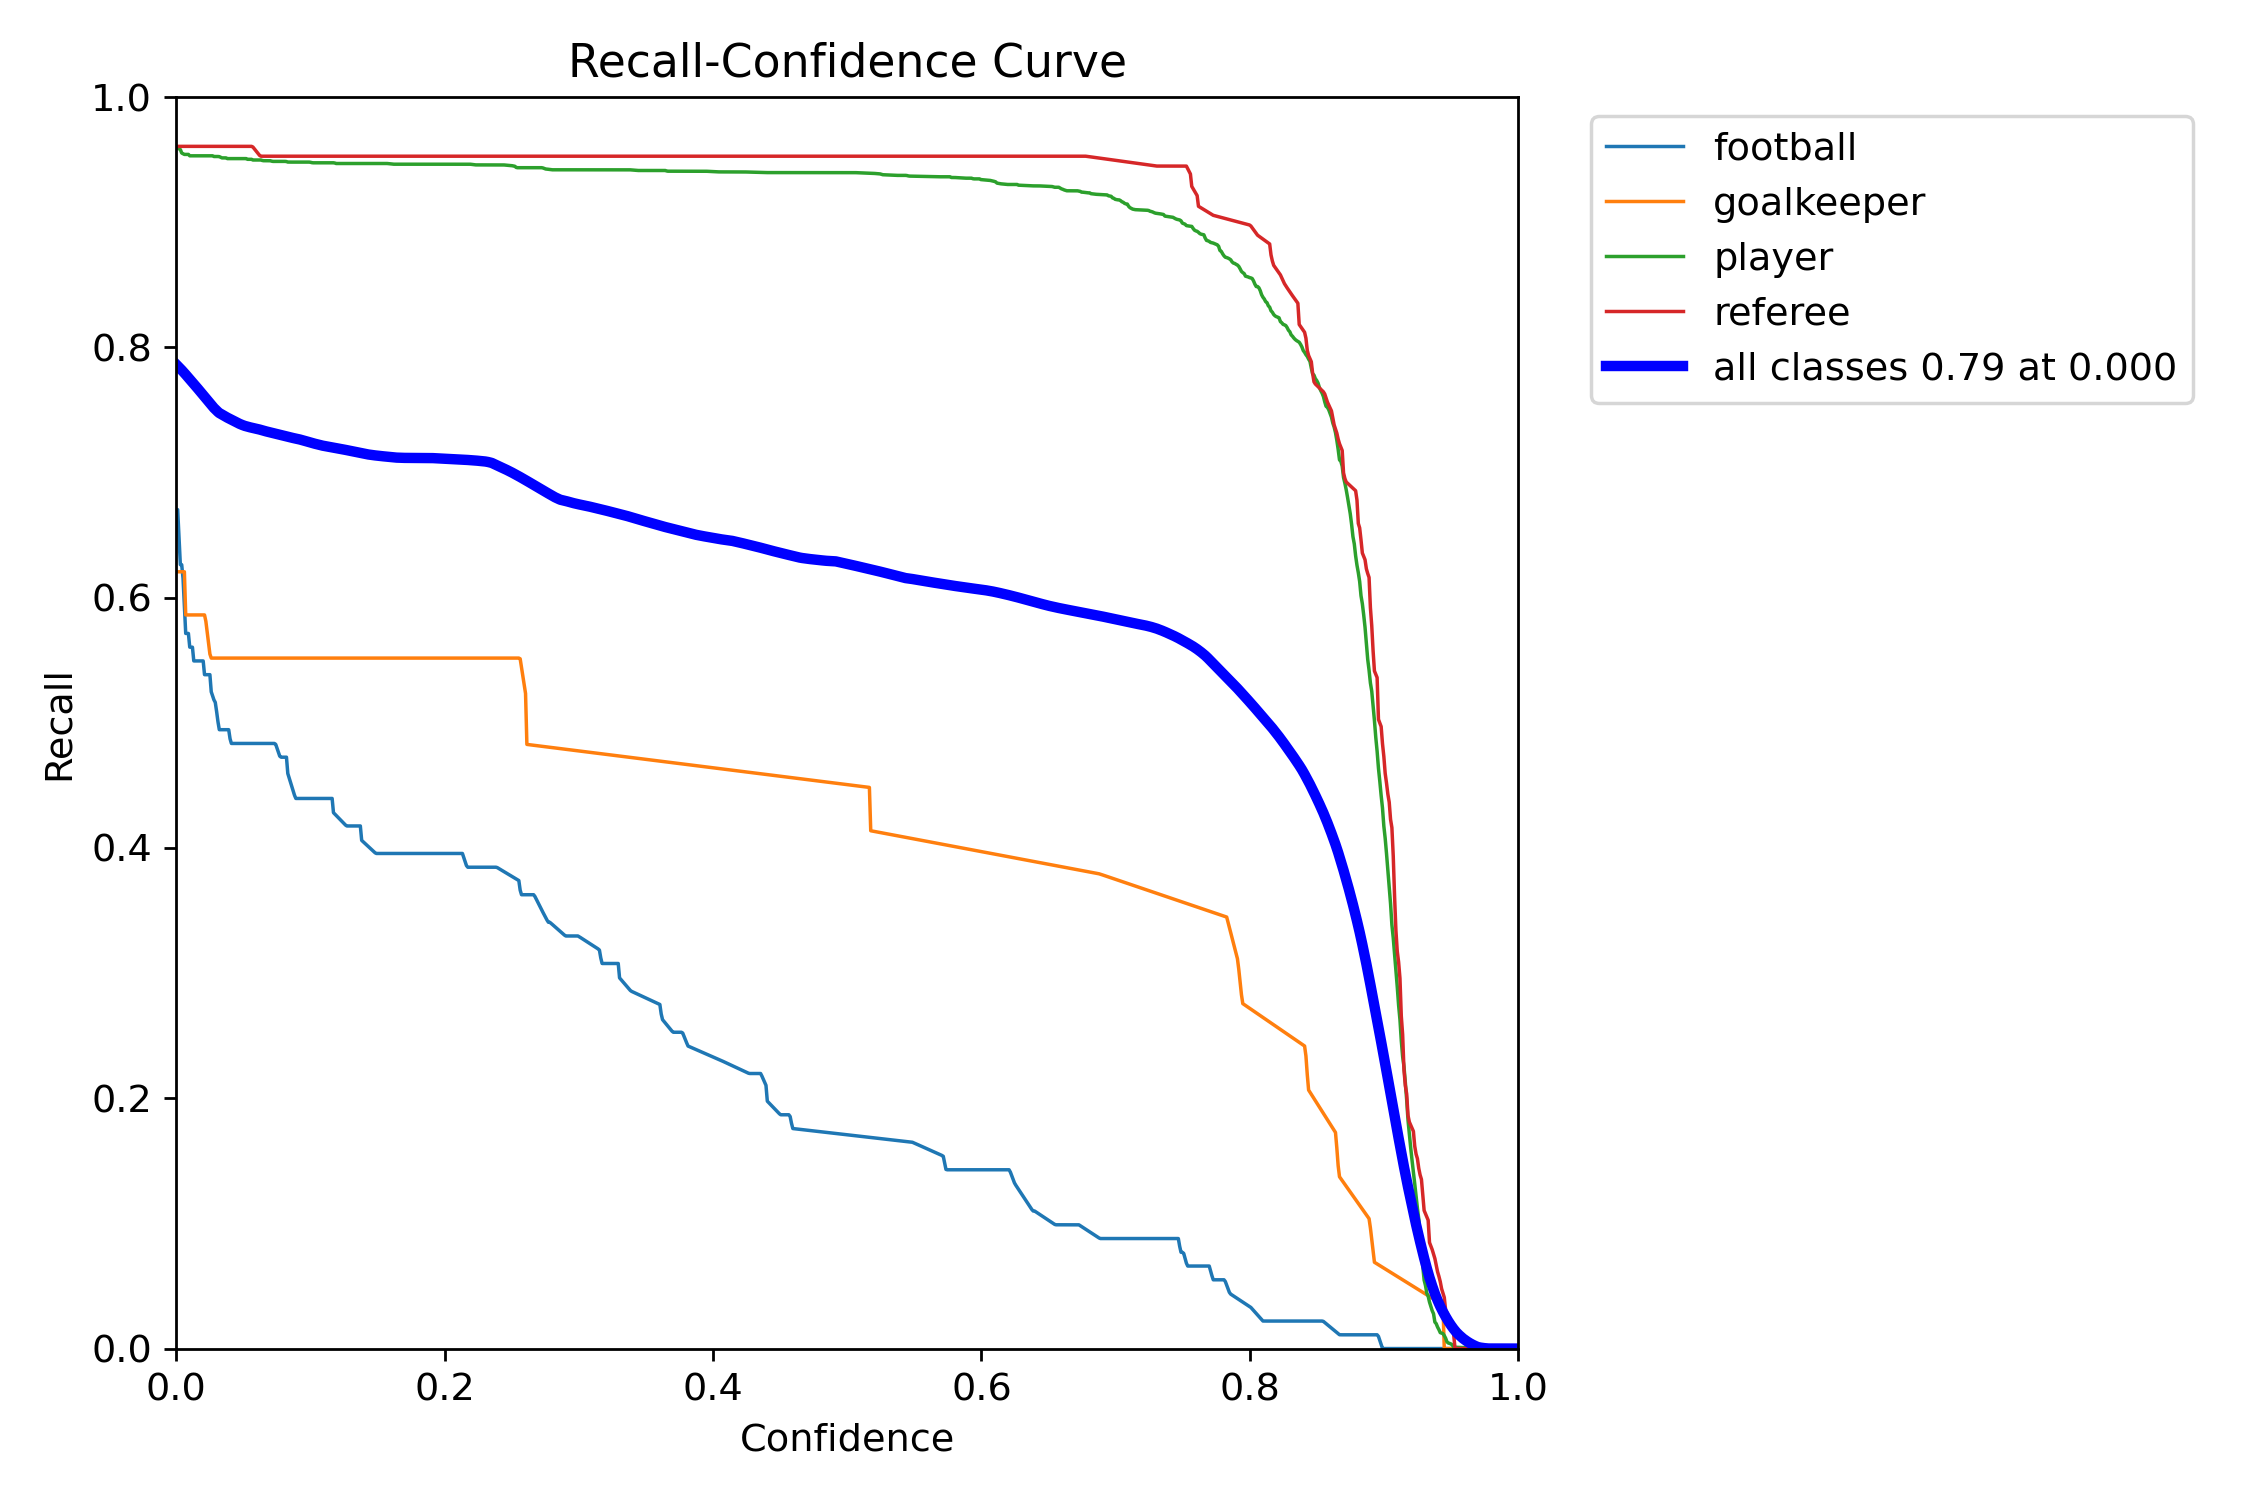 Recall-Confidence Curve
1.0
0.8
0.6
0.4
0.2
0.0
Recall
0.0 0.2 0.4 0.6 0.8 1.0
Confidence
football
goalkeeper
player
referee
all classes 0.79 at 0.000